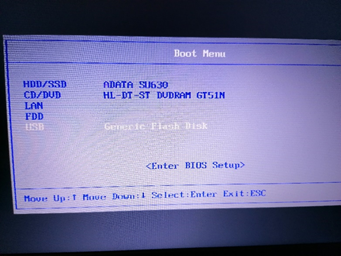 Boot Menu
HDD/SSD ADATA SU630
CD/DVD HL-DT-ST DVDRAM GT51N
LAN
FDD
USB Generic Flash Disk
<Enter BIOS Setup>
Move Up:↑ Move Down:↓ Select:Enter Exit:ESC